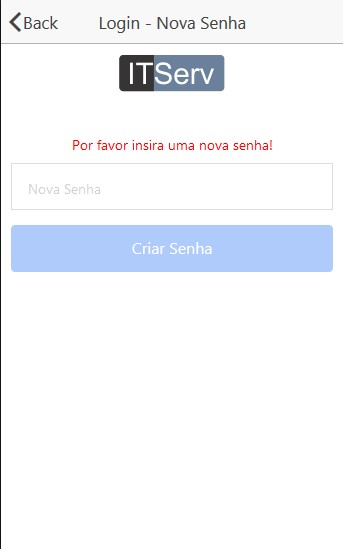 Back
Login - Nova Senha
ITServ
Por favor insira uma nova senha!
Nova Senha
Criar Senha